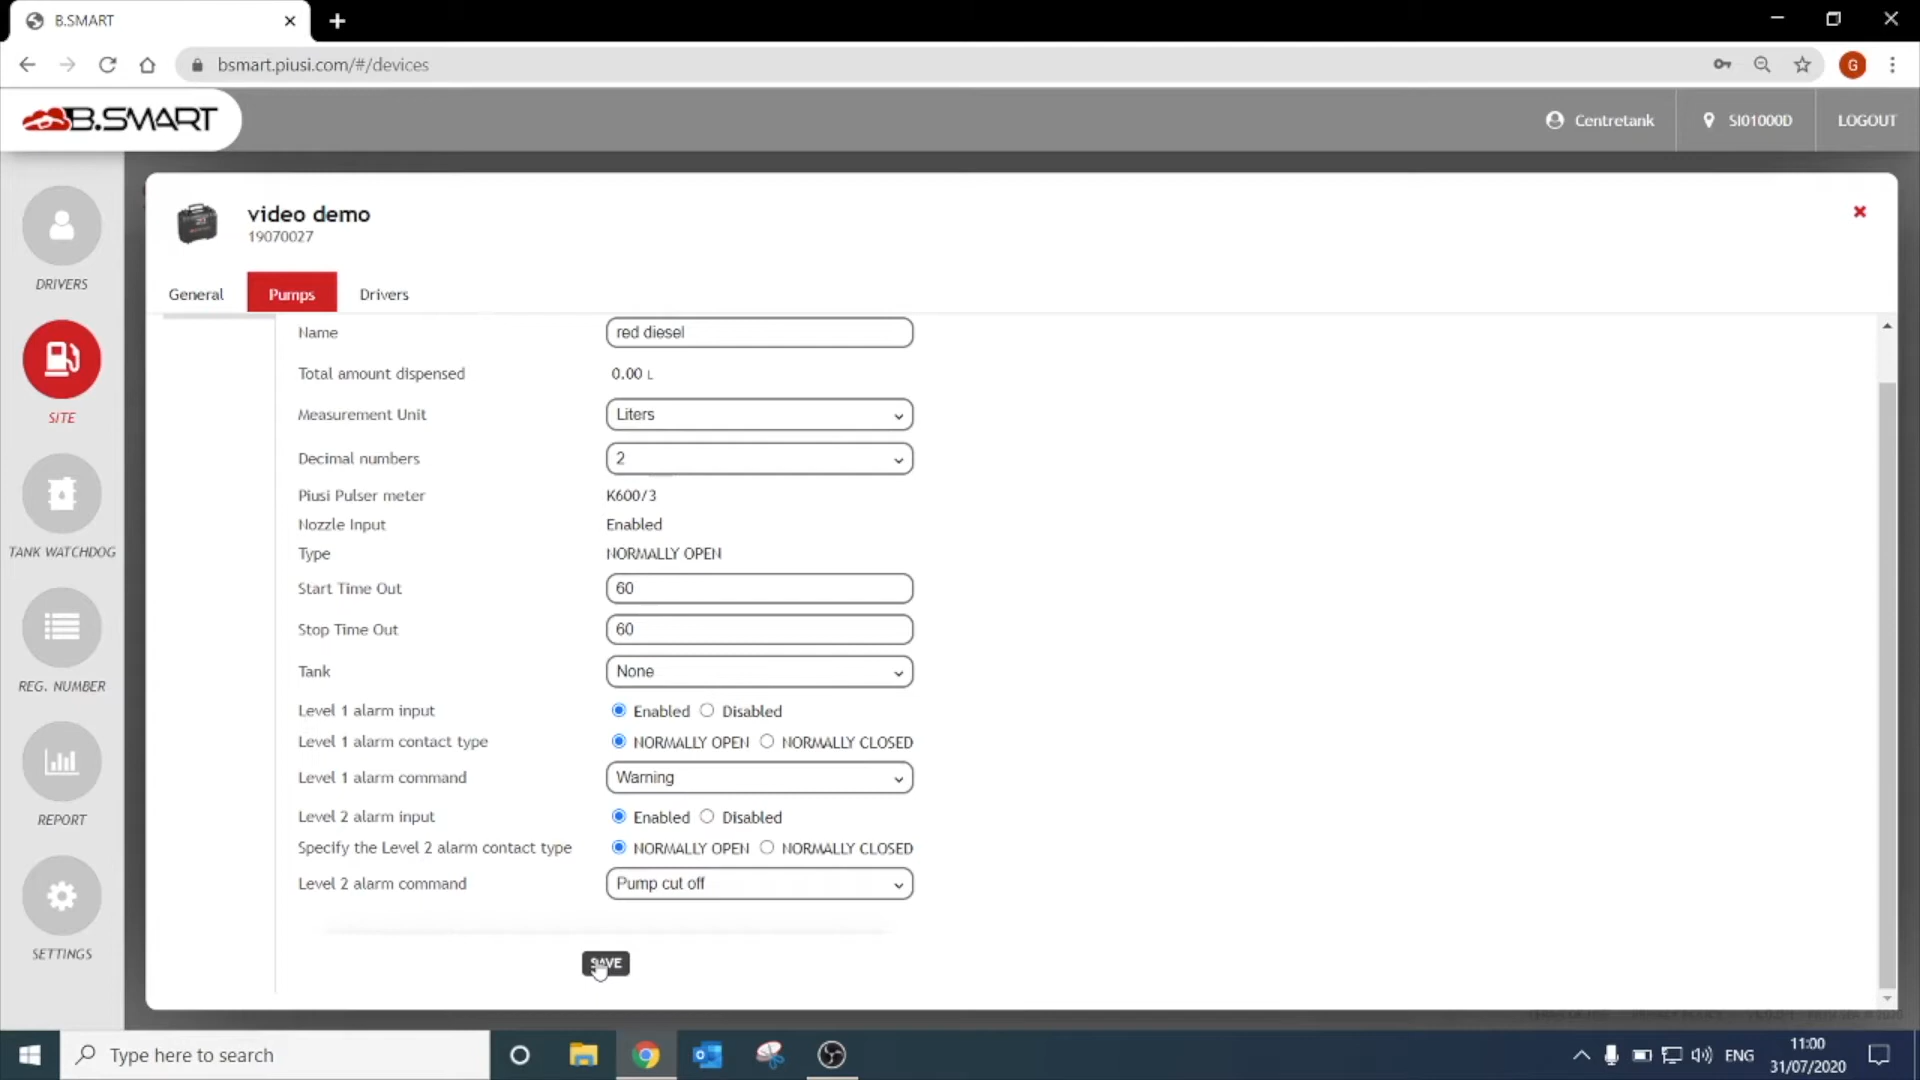 B.SMART
bsmart.piusi.com/#/devices
G
B.SMART
Centretank
SI01000D
LOGOUT
video demo
19070027
General
Pumps
Drivers
DRIVERS
SITE
TANK WATCHDOG
REG. NUMBER
REPORT
SETTINGS
Name red diesel
Total amount dispensed 0.00 L
Measurement Unit Liters
Decimal numbers 2
Piusi Pulser meter K600/3
Nozzle Input Enabled
Type NORMALLY OPEN
Start Time Out 60
Stop Time Out 60
Tank None
Level 1 alarm input Enabled Disabled
Level 1 alarm contact type NORMALLY OPEN NORMALLY CLOSED
Level 1 alarm command Warning
Level 2 alarm input Enabled Disabled
Specify the Level 2 alarm contact type NORMALLY OPEN NORMALLY CLOSED
Level 2 alarm command Pump cut off
SAVE
Type here to search
ENG
11:00
31/07/2020